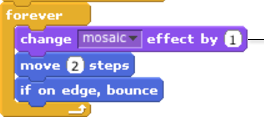 forever
change mosaic effect by 1
move 2 steps
if on edge, bounce